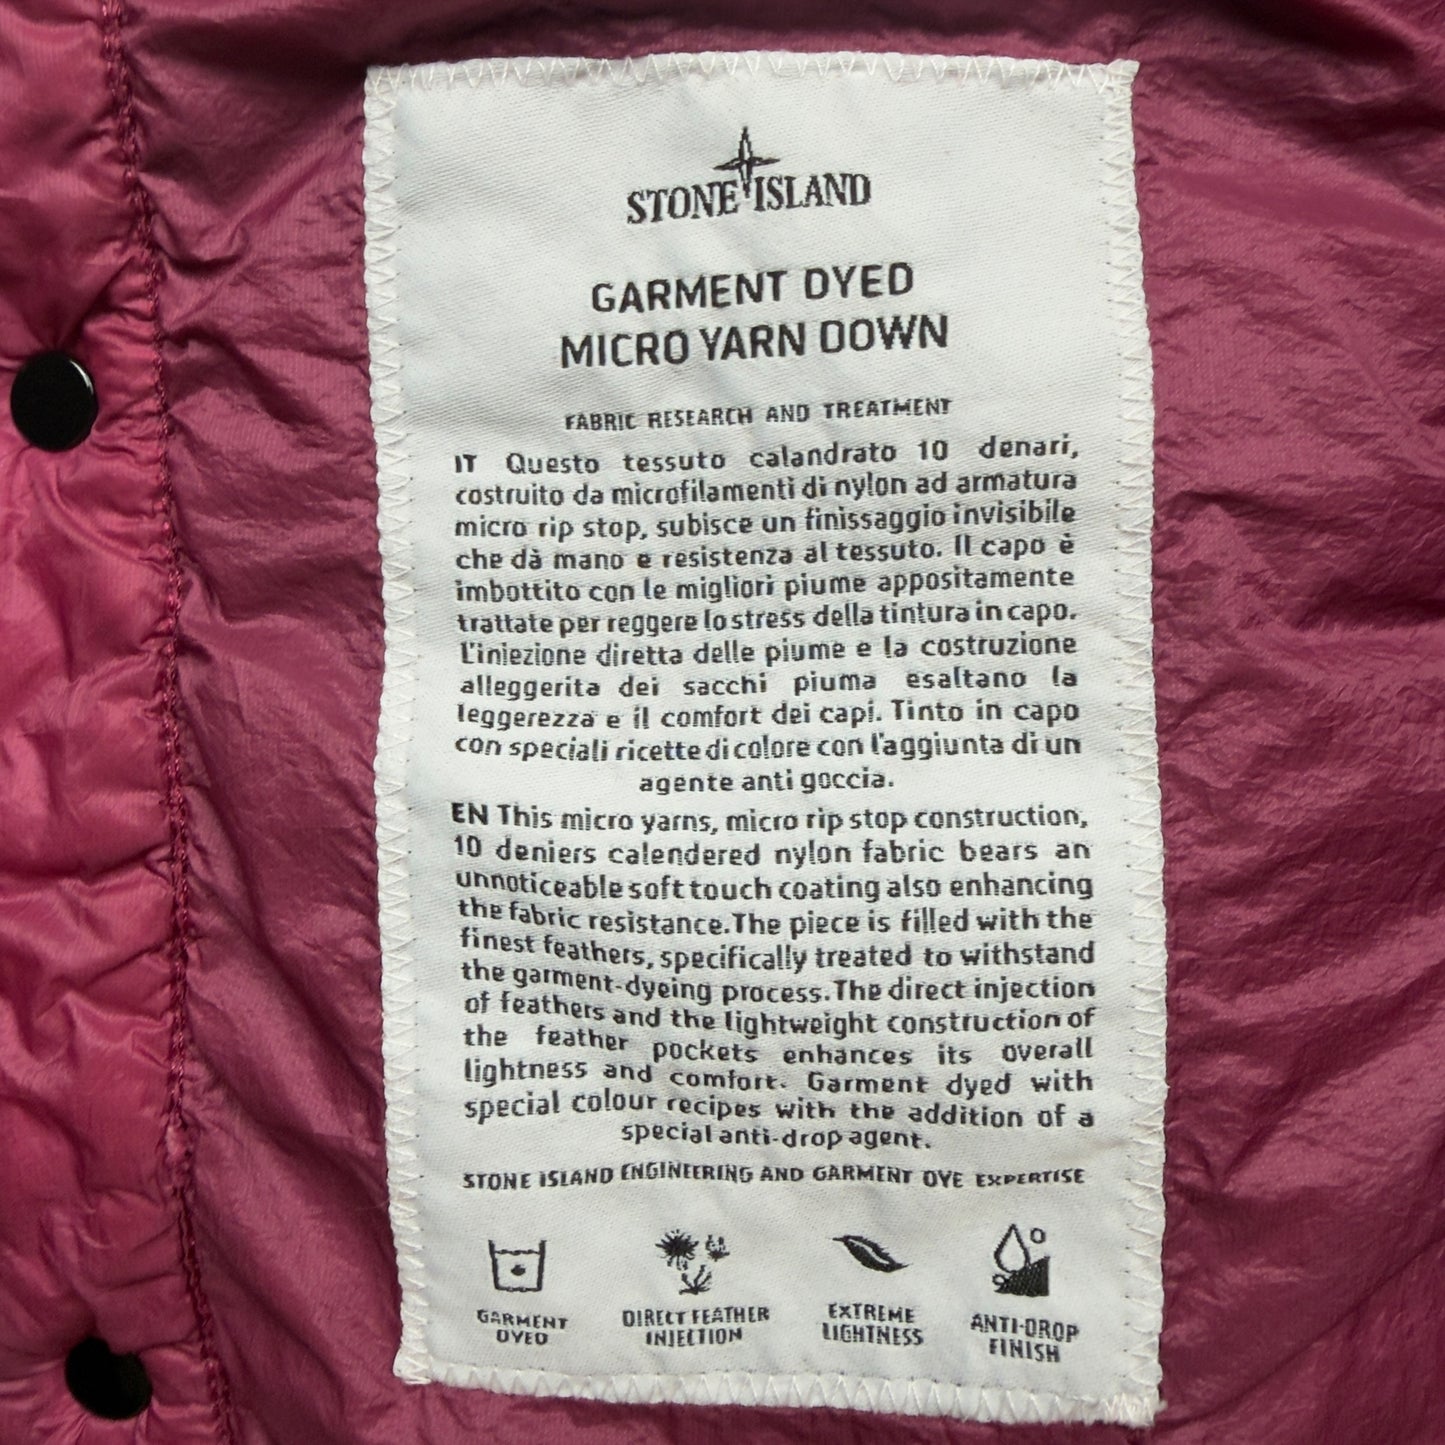 STONE ISLAND
GARMENT DYED
MICRO YARN DOWN
FABRIC RESEARCH AND TREATMENT
IT Questo tessuto calandrato 10 denari,
costruito da microfilamenti di nylon ad armatura
micro rip stop, subisce un finissaggio invisibile
che dà mano e resistenza al tessuto. Il capo è
imbottito con le migliori piume appositamente
trattate per reggere lo stress della tintura in capo.
L'iniezione diretta delle piume e la costruzione
alleggerita dei sacchi piuma esaltano la
leggerezza e il comfort dei capi. Tinto in capo
con speciali ricette di colore con l'aggiunta di un
agente anti goccia.
EN This micro yarns, micro rip stop construction,
10 deniers calendered nylon fabric bears an
unnoticeable soft touch coating also enhancing
the fabric resistance. The piece is filled with the
finest feathers, specifically treated to withstand
the garment-dyeing process. The direct injection
of feathers and the lightweight construction of
the feather pockets enhances its overall
lightness and comfort. Garment dyed with
special colour recipes with the addition of a
special anti-drop agent.
STONE ISLAND ENGINEERING AND GARMENT DYE EXPERTISE
GARMENT
DYED
DIRECT FEATHER
INJECTION
EXTREME
LIGHTNESS
ANTI-DROP
FINISH